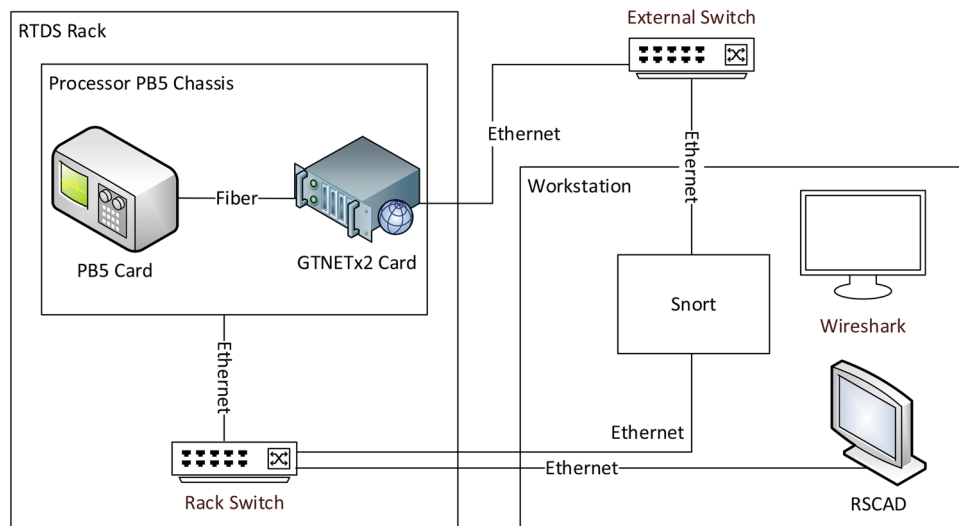 External Switch
RTDS Rack
Processor PB5 Chassis
Ethernet
Ethernet
Workstation
Fiber
PB5 Card
GTNETx2 Card
Snort
Wireshark
Ethernet
Ethernet
Ethernet
Rack Switch
RSCAD